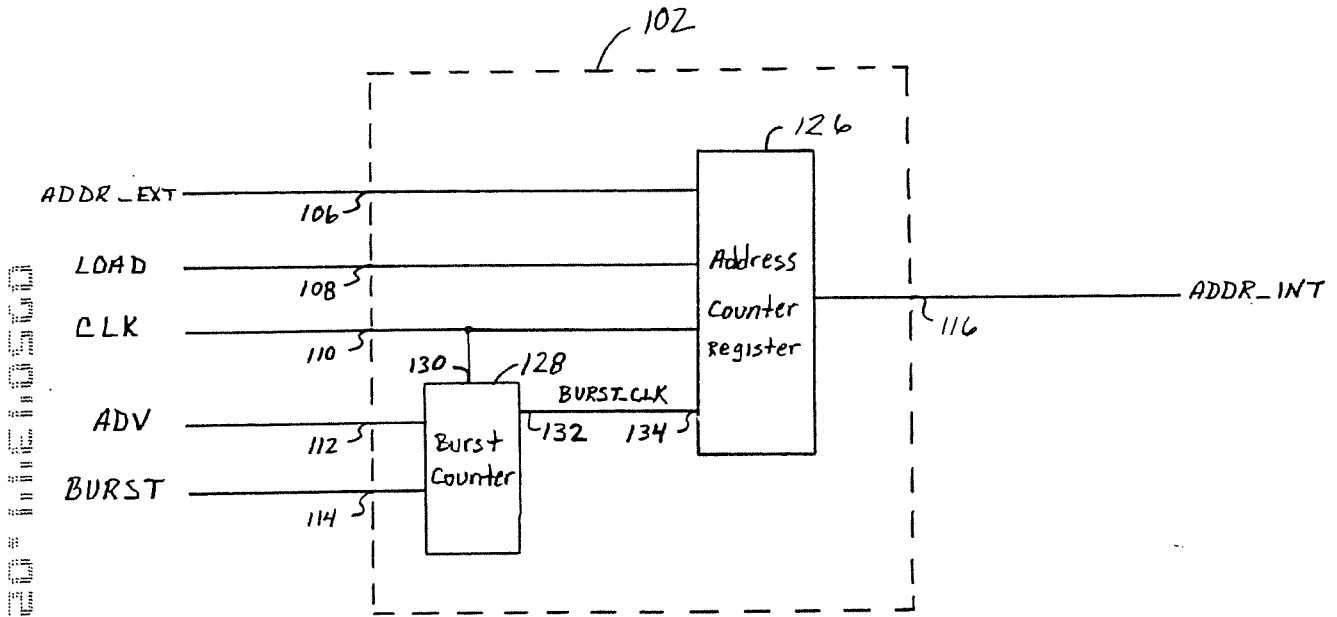 102
126
ADDR_EXT
106
LOAD
108
Address
Counter
Register
ADDR_INT
116
CLK
110
130
128
BURST_CLK
ADV
112
132
134
Burst
Counter
BURST
114